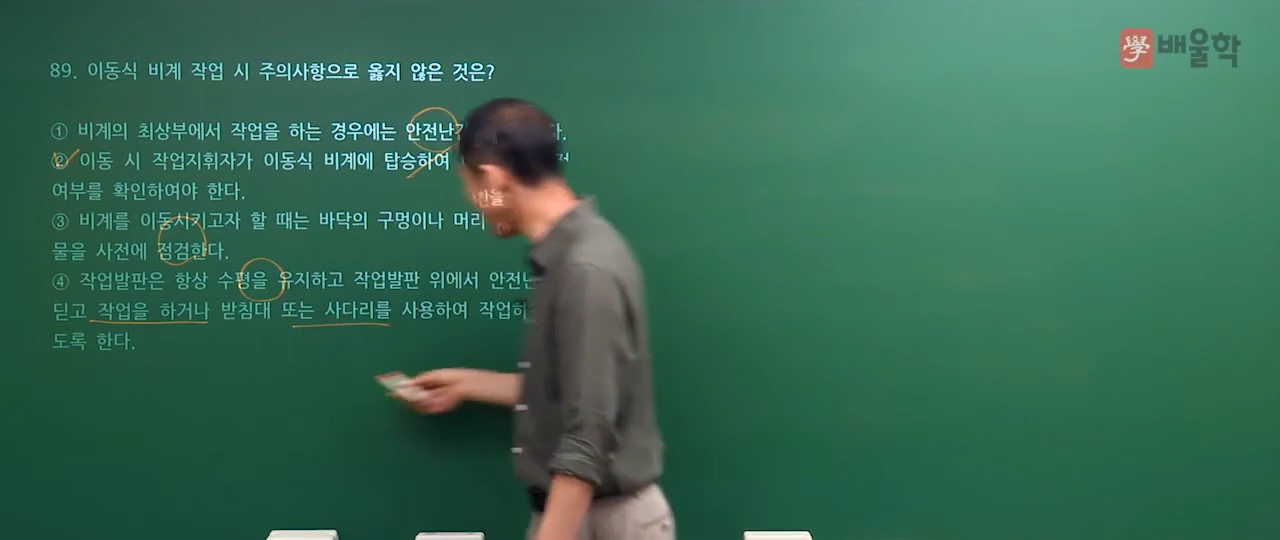 學 배울학
89. 이동식 비계 작업 시 주의사항으로 옳지 않은 것은?
① 비계의 최상부에서 작업을 하는 경우에는 안전난 다.
② 이동 시 작업지휘자가 이동식 비계에 탑승하여
여부를 확인하여야 한다.
③ 비계를 이동시키고자 할 때는 바닥의 구멍이나 머리
물을 사전에 점검한다.
④ 작업발판은 항상 수평을 유지하고 작업발판 위에서 안전난
딛고 작업을 하거나 받침대 또는 사다리를 사용하여 작업하
도록 한다.